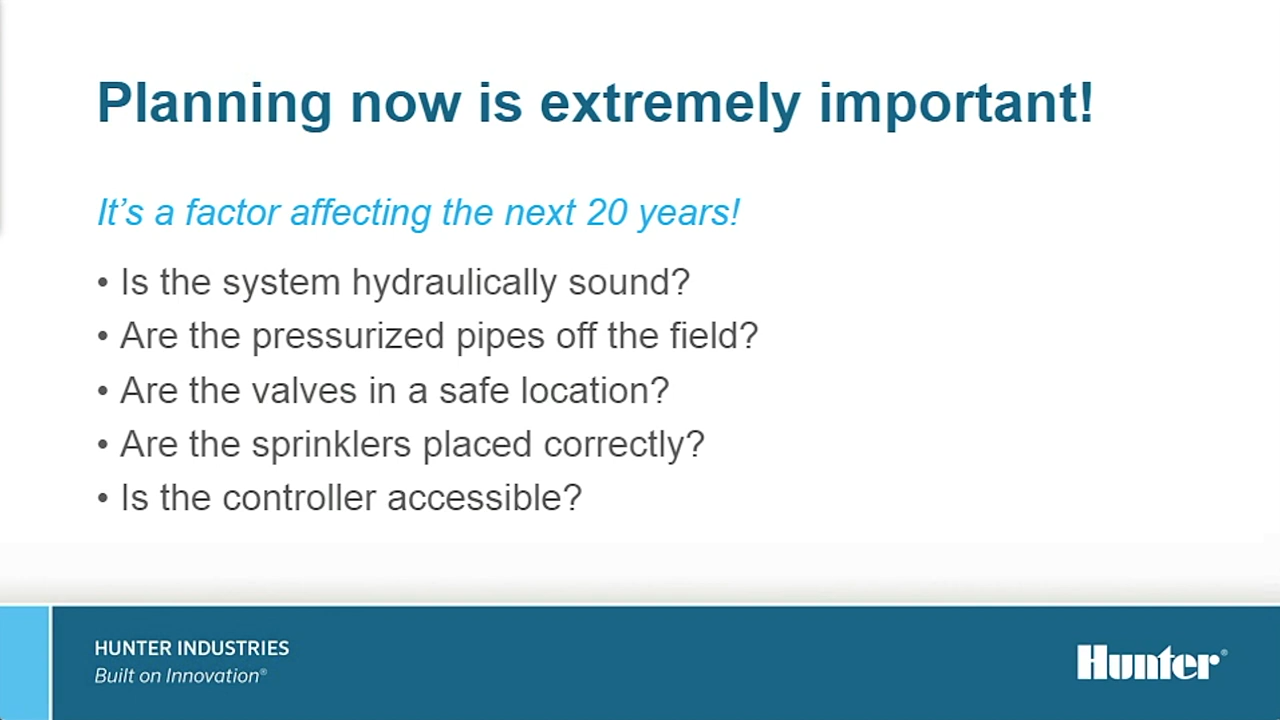 Planning now is extremely important!
It's a factor affecting the next 20 years!
• Is the system hydraulically sound?
• Are the pressurized pipes off the field?
• Are the valves in a safe location?
• Are the sprinklers placed correctly?
• Is the controller accessible?
HUNTER INDUSTRIES
Built on Innovation®
Hunter®